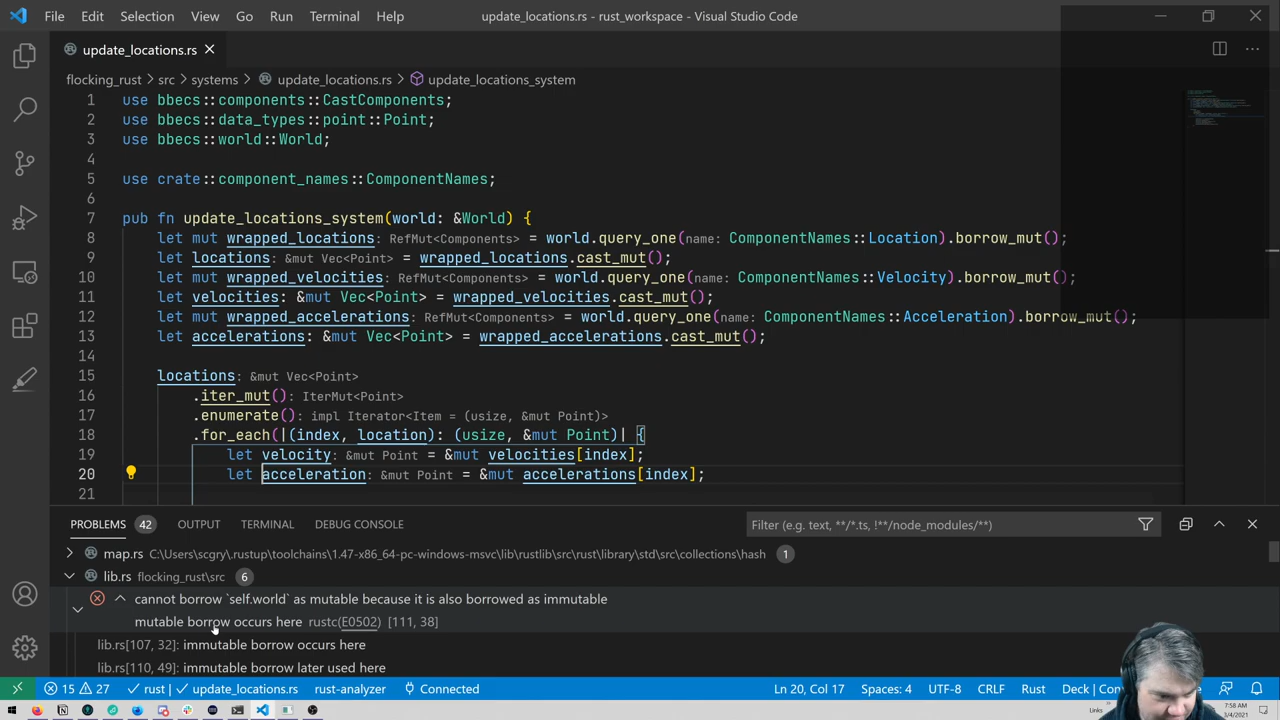 File Edit Selection View Go Run Terminal Help update_locations.rs - rust_workspace - Visual Studio Code
update_locations.rs
flocking_rust > src > systems > update_locations.rs > update_locations_system
1 use bbecs::components::CastComponents;
2 use bbecs::data_types::point::Point;
3 use bbecs::world::World;
4
5 use crate::component_names::ComponentNames;
6
7 pub fn update_locations_system(world: &World) {
8 let mut wrapped_locations: RefMut<Components> = world.query_one(name: ComponentNames::Location).borrow_mut();
9 let locations: &mut Vec<Point> = wrapped_locations.cast_mut();
10 let mut wrapped_velocities: RefMut<Components> = world.query_one(name: ComponentNames::Velocity).borrow_mut();
11 let velocities: &mut Vec<Point> = wrapped_velocities.cast_mut();
12 let mut wrapped_accelerations: RefMut<Components> = world.query_one(name: ComponentNames::Acceleration).borrow_mut();
13 let accelerations: &mut Vec<Point> = wrapped_accelerations.cast_mut();
14
15 locations: &mut Vec<Point>
16 .iter_mut(): IterMut<Point>
17 .enumerate(): impl Iterator<Item = (usize, &mut Point)>
18 .for_each(|(index, location): (usize, &mut Point)| {
19 let velocity: &mut Point = &mut velocities[index];
20 let acceleration: &mut Point = &mut accelerations[index];
21
PROBLEMS 42 OUTPUT TERMINAL DEBUG CONSOLE Filter (e.g. text, **/*.ts, !**/node_modules/**)
map.rs C:\Users\scgry\.rustup\toolchains\1.47-x86_64-pc-windows-msvc\lib\rustlib\src\rust\library\std\src\collections\hash 1
lib.rs flocking_rust\src 6
cannot borrow `self.world` as mutable because it is also borrowed as immutable
mutable borrow occurs here rustc(E0502) [111, 38]
lib.rs[107, 32]: immutable borrow occurs here
lib.rs[110, 49]: immutable borrow later used here
15 27 rust | update_locations.rs rust-analyzer Connected Ln 20, Col 17 Spaces: 4 UTF-8 CRLF Rust Deck | Con
Links 7:58 AM
3/4/2021